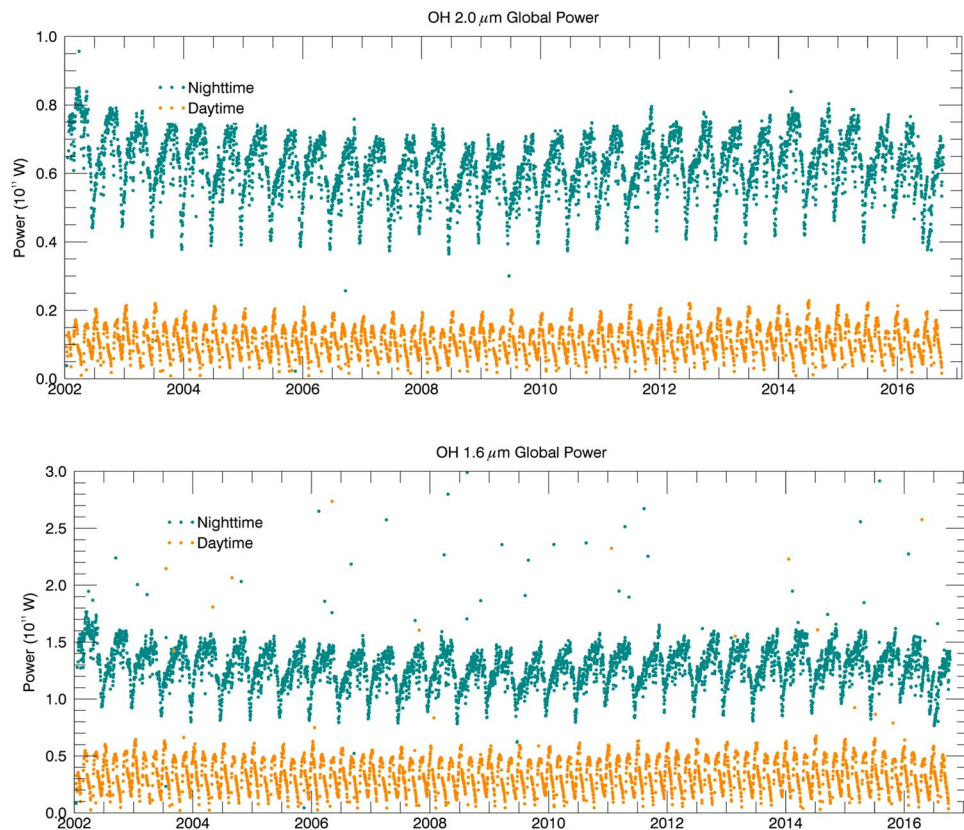 OH 2.0 μm Global Power
1.0
0.8
0.6
0.4
0.2
0.0
Power (10¹¹ W)
Nighttime
Daytime
2002 2004 2006 2008 2010 2012 2014 2016
OH 1.6 μm Global Power
3.0
2.5
2.0
1.5
1.0
0.5
0.0
Power (10¹¹ W)
Nighttime
Daytime
2002 2004 2006 2008 2010 2012 2014 2016